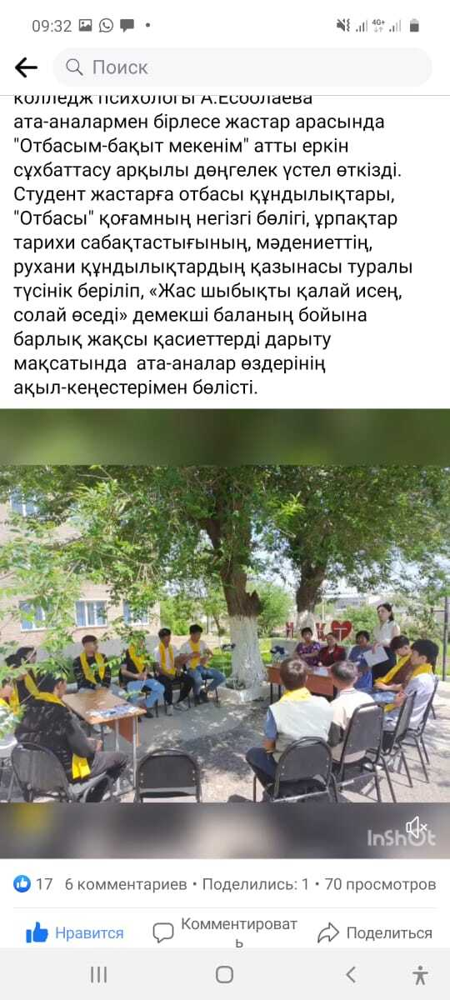 09:32
4G+
Поиск
колледж психологы А.Есболаева
ата-аналармен бірлесе жастар арасында
"Отбасым-бақыт мекенім" атты еркін
сұхбаттасу арқылы дөңгелек үстел өткізді.
Студент жастарға отбасы құндылықтары,
"Отбасы" қоғамның негізгі бөлігі, ұрпақтар
тарихи сабақтастығының, мәдениеттің,
рухани құндылықтардың қазынасы туралы
түсінік беріліп, «Жас шыбықты қалай исең,
солай өседі» демекші баланың бойына
барлық жақсы қасиеттерді дарыту
мақсатында ата-аналар өздерінің
ақыл-кеңестерімен бөлісті.
InShOt
17 6 комментариев • Поделились: 1 • 70 просмотров
Нравится
Комментироват
ь
Поделиться